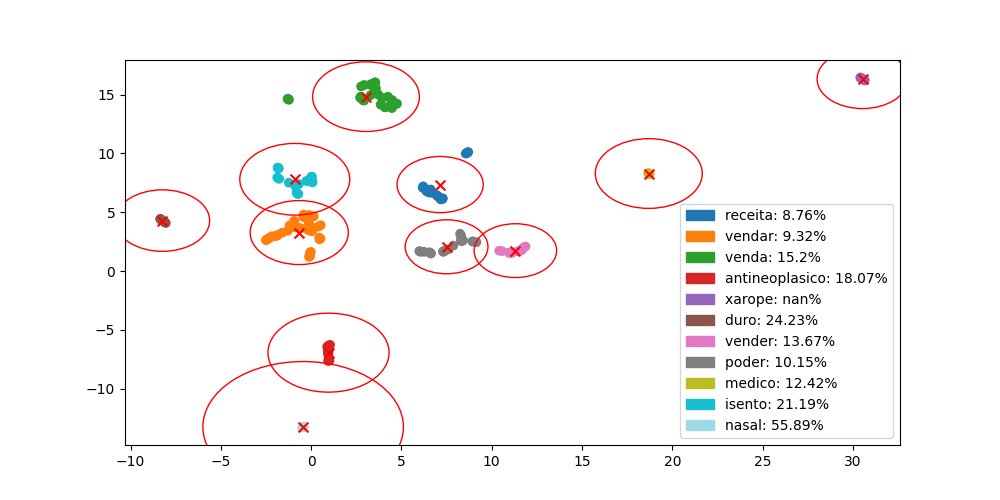 15
10
5
0
−5
−10
−10
−5
0
5
10
15
20
25
30
receita: 8.76%
vendar: 9.32%
venda: 15.2%
antineoplasico: 18.07%
xarope: nan%
duro: 24.23%
vender: 13.67%
poder: 10.15%
medico: 12.42%
isento: 21.19%
nasal: 55.89%